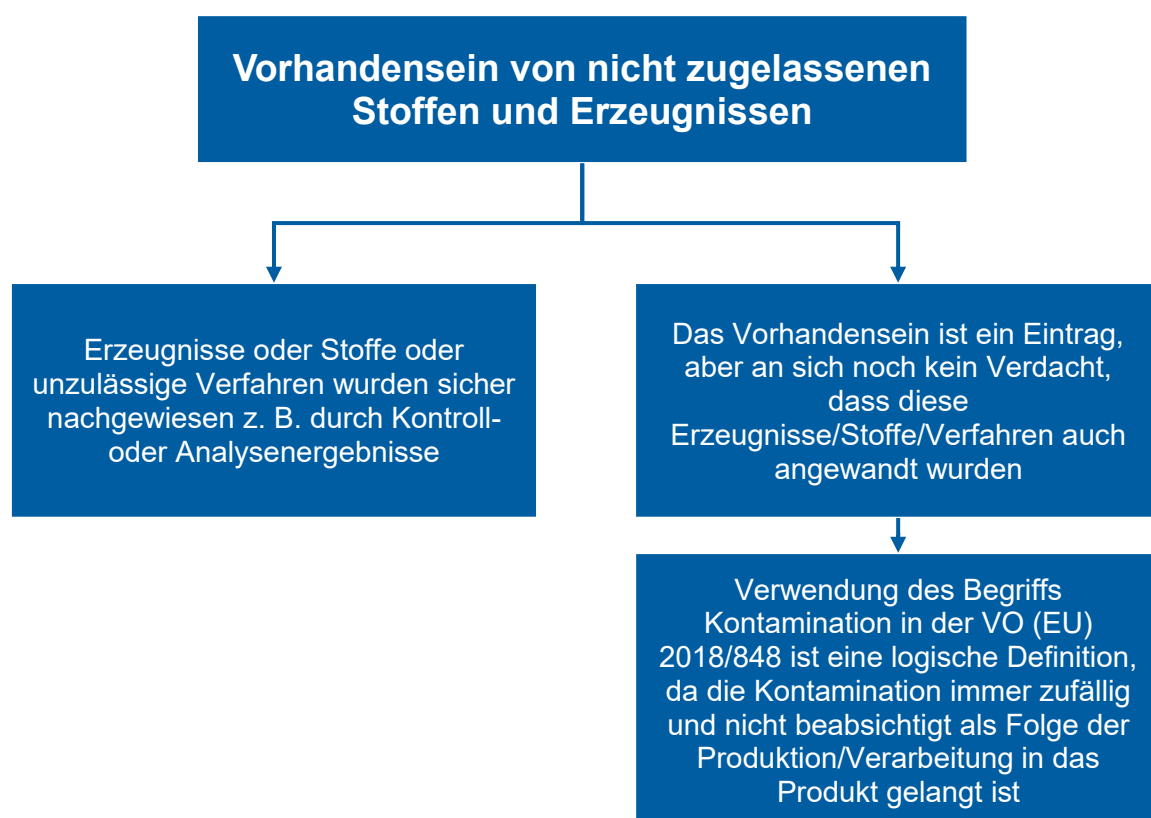 Vorhandensein von nicht zugelassenen
Stoffen und Erzeugnissen
Erzeugnisse oder Stoffe oder
unzulässige Verfahren wurden sicher
nachgewiesen z. B. durch Kontroll-
oder Analysenergebnisse
Das Vorhandensein ist ein Eintrag,
aber an sich noch kein Verdacht,
dass diese
Erzeugnisse/Stoffe/Verfahren auch
angewandt wurden
Verwendung des Begriffs
Kontamination in der VO (EU)
2018/848 ist eine logische Definition,
da die Kontamination immer zufällig
und nicht beabsichtigt als Folge der
Produktion/Verarbeitung in das
Produkt gelangt ist